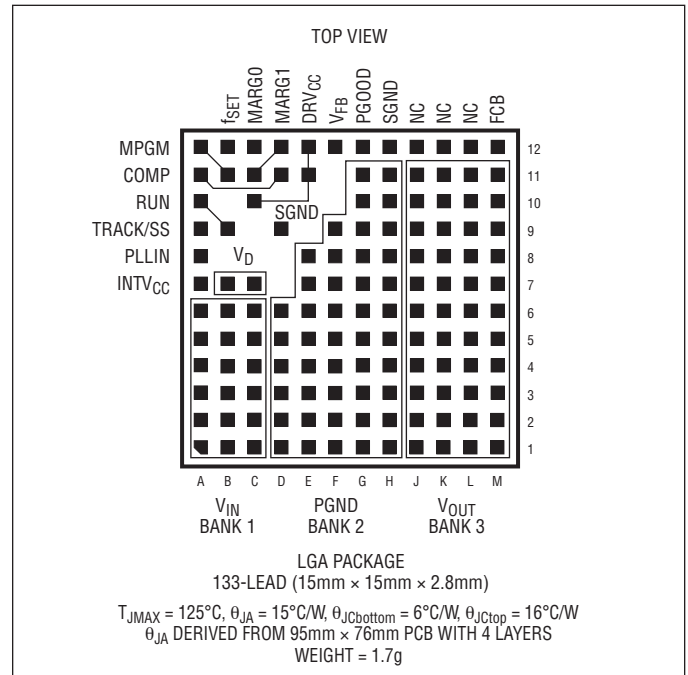 TOP VIEW
fSET
MARG0
MARG1
DRVCC
VFB
PGOOD
SGND
NC
NC
NC
FCB
MPGM
COMP
RUN
TRACK/SS
PLLIN
INTVCC
SGND
VD
12
11
10
9
8
7
6
5
4
3
2
1
A B C D E F G H J K L M
VIN
BANK 1
PGND
BANK 2
VOUT
BANK 3
LGA PACKAGE
133-LEAD (15mm × 15mm × 2.8mm)
TJMAX = 125°C, θJA = 15°C/W, θJCbottom = 6°C/W, θJCtop = 16°C/W
θJA DERIVED FROM 95mm × 76mm PCB WITH 4 LAYERS
WEIGHT = 1.7g